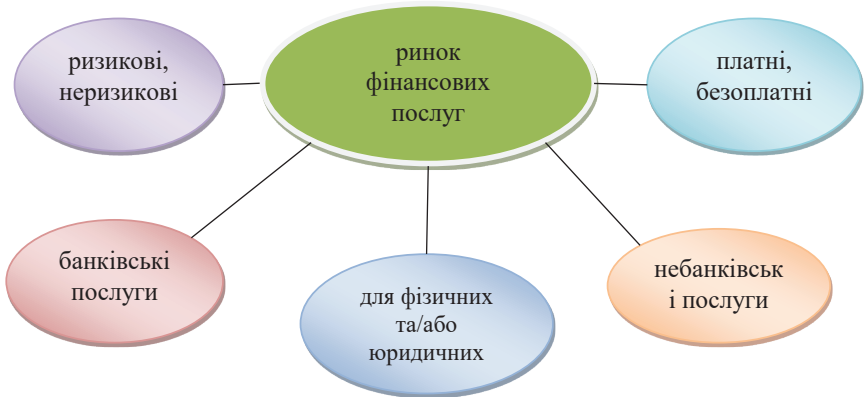 ризикові,
неризикові
ринок
фінансових
послуг
платні,
безоплатні
банківські
послуги
для фізичних
та/або
юридичних
небанківськ
і послуги